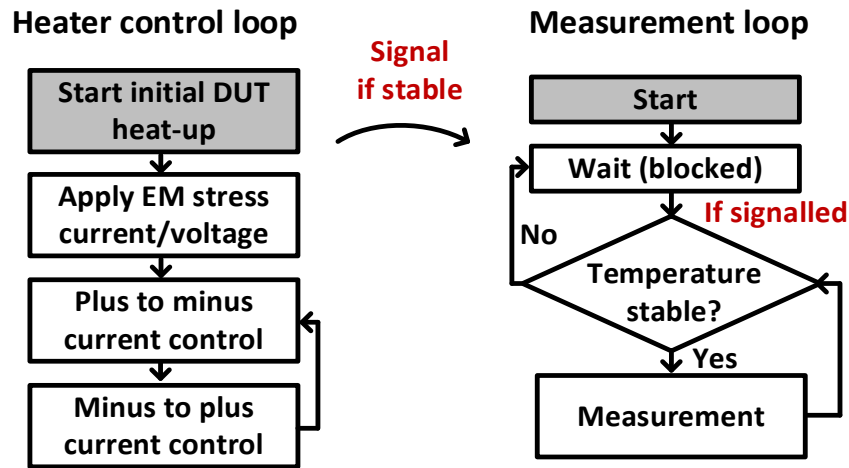 Heater control loop
Start initial DUT
heat-up
Apply EM stress
current/voltage
Plus to minus
current control
Minus to plus
current control
Signal
if stable
Measurement loop
Start
Wait (blocked)
If signalled
No
Temperature
stable?
Yes
Measurement